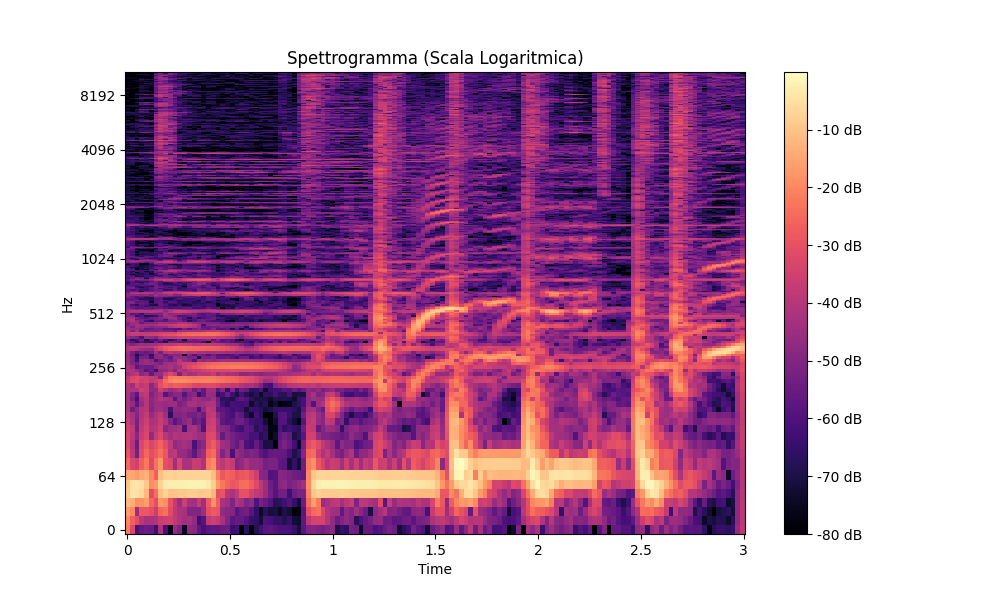 Spettrogramma (Scala Logaritmica)
8192
4096
2048
1024
512
256
128
64
0
Hz
0
0.5
1
1.5
2
2.5
3
Time
-10 dB
-20 dB
-30 dB
-40 dB
-50 dB
-60 dB
-70 dB
-80 dB